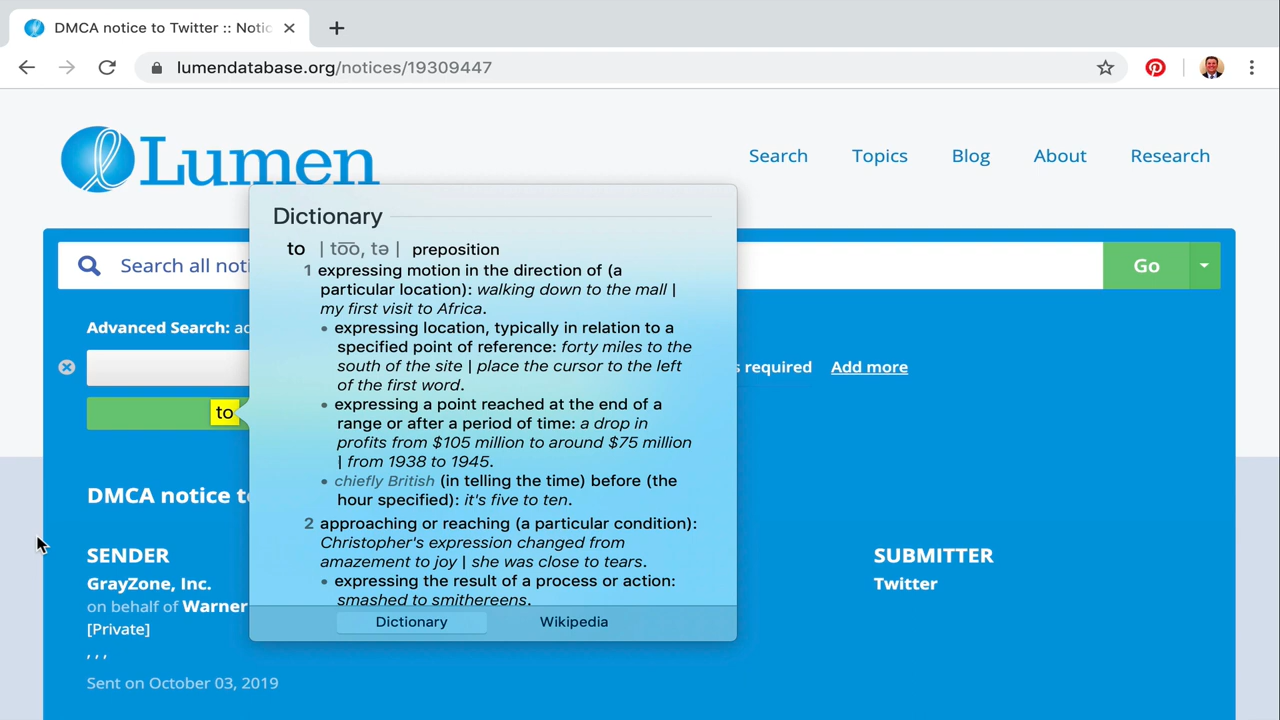 DMCA notice to Twitter :: Notic
lumendatabase.org/notices/19309447
Lumen
Search Topics Blog About Research
Search all noti
Go
Advanced Search: a
s required Add more
to
DMCA notice t
SENDER
GrayZone, Inc.
on behalf of Warner
[Private]
, , ,
Sent on October 03, 2019
SUBMITTER
Twitter
Dictionary
to | to͞o, tə | preposition
1 expressing motion in the direction of (a
particular location): walking down to the mall |
my first visit to Africa.
• expressing location, typically in relation to a
specified point of reference: forty miles to the
south of the site | place the cursor to the left
of the first word.
• expressing a point reached at the end of a
range or after a period of time: a drop in
profits from $105 million to around $75 million
| from 1938 to 1945.
• chiefly British (in telling the time) before (the
hour specified): it's five to ten.
2 approaching or reaching (a particular condition):
Christopher's expression changed from
amazement to joy | she was close to tears.
• expressing the result of a process or action:
smashed to smithereens.
Dictionary Wikipedia